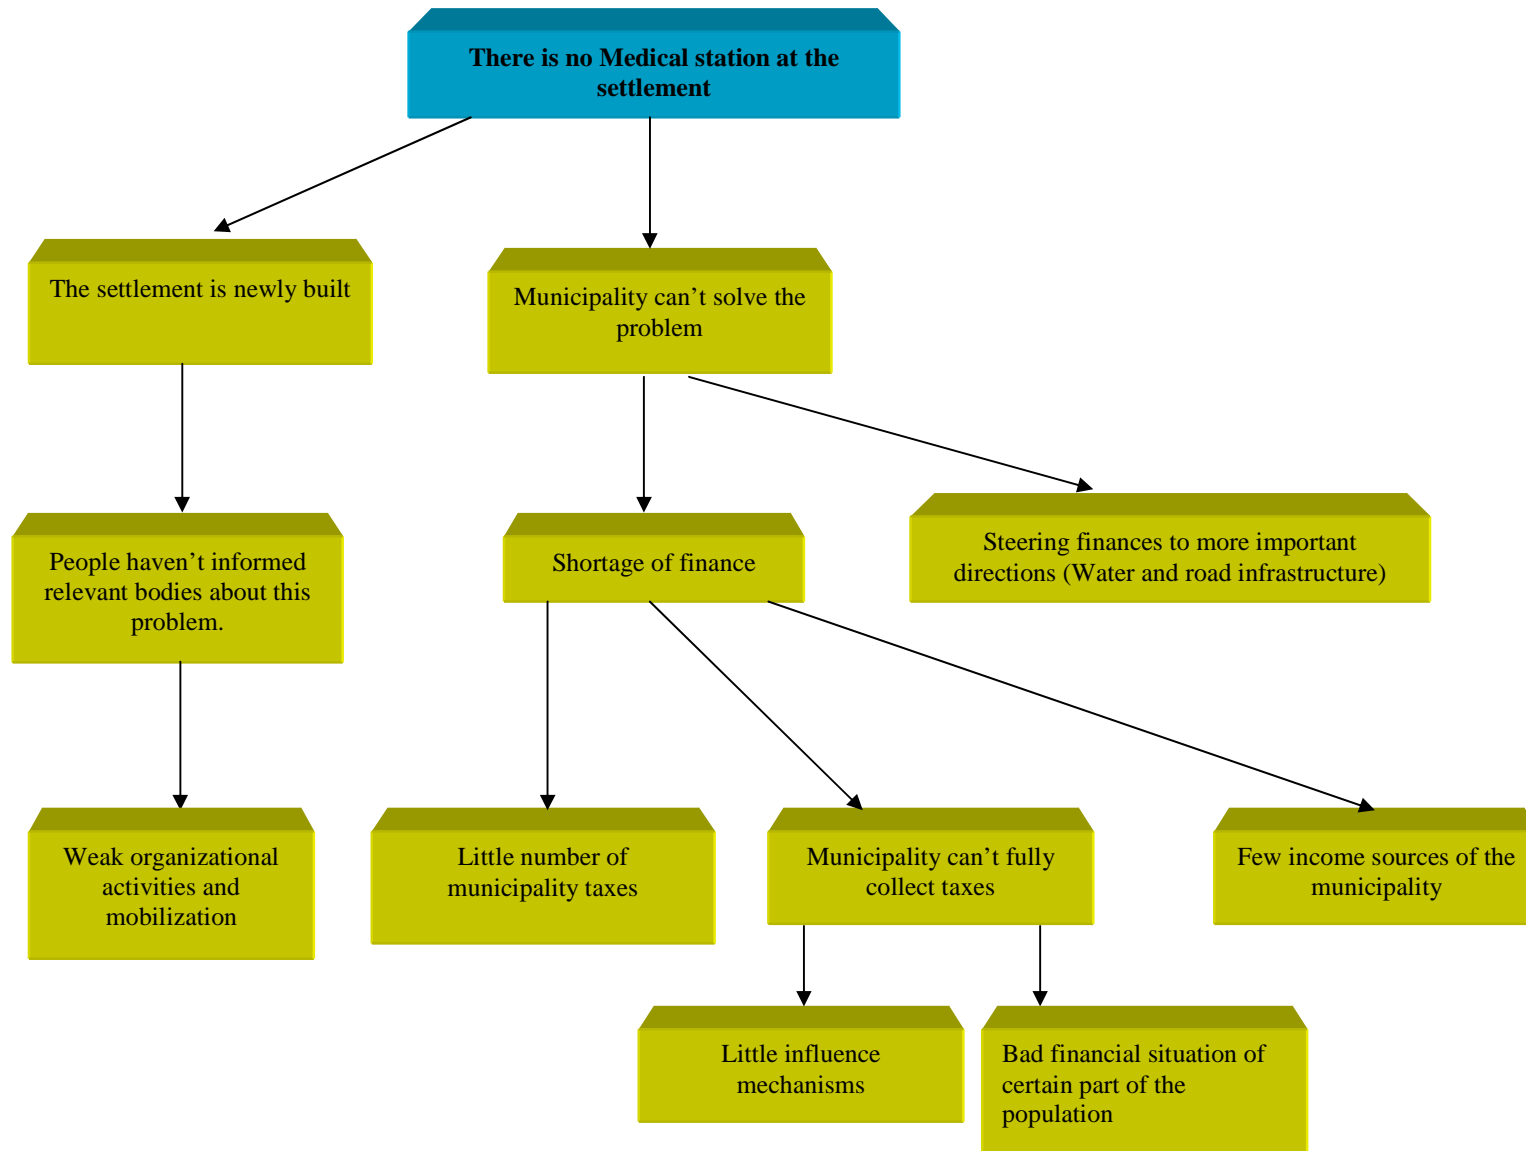 There is no Medical station at the
settlement
The settlement is newly built
Municipality can’t solve the
problem
People haven’t informed
relevant bodies about this
problem.
Shortage of finance
Steering finances to more important
directions (Water and road infrastructure)
Weak organizational
activities and
mobilization
Little number of
municipality taxes
Municipality can’t fully
collect taxes
Few income sources of the
municipality
Little influence
mechanisms
Bad financial situation of
certain part of the
population